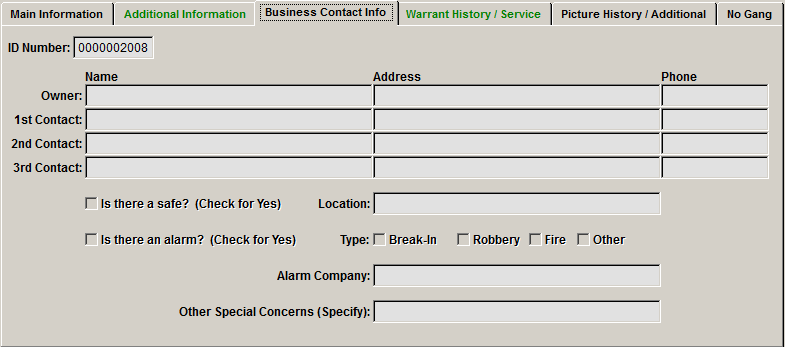 Main Information Additional Information Business Contact Info Warrant History / Service Picture History / Additional No Gang
ID Number: 0000002008
Name Address Phone
Owner:
1st Contact:
2nd Contact:
3rd Contact:
Is there a safe? (Check for Yes) Location:
Is there an alarm? (Check for Yes) Type: Break-In Robbery Fire Other
Alarm Company:
Other Special Concerns (Specify):